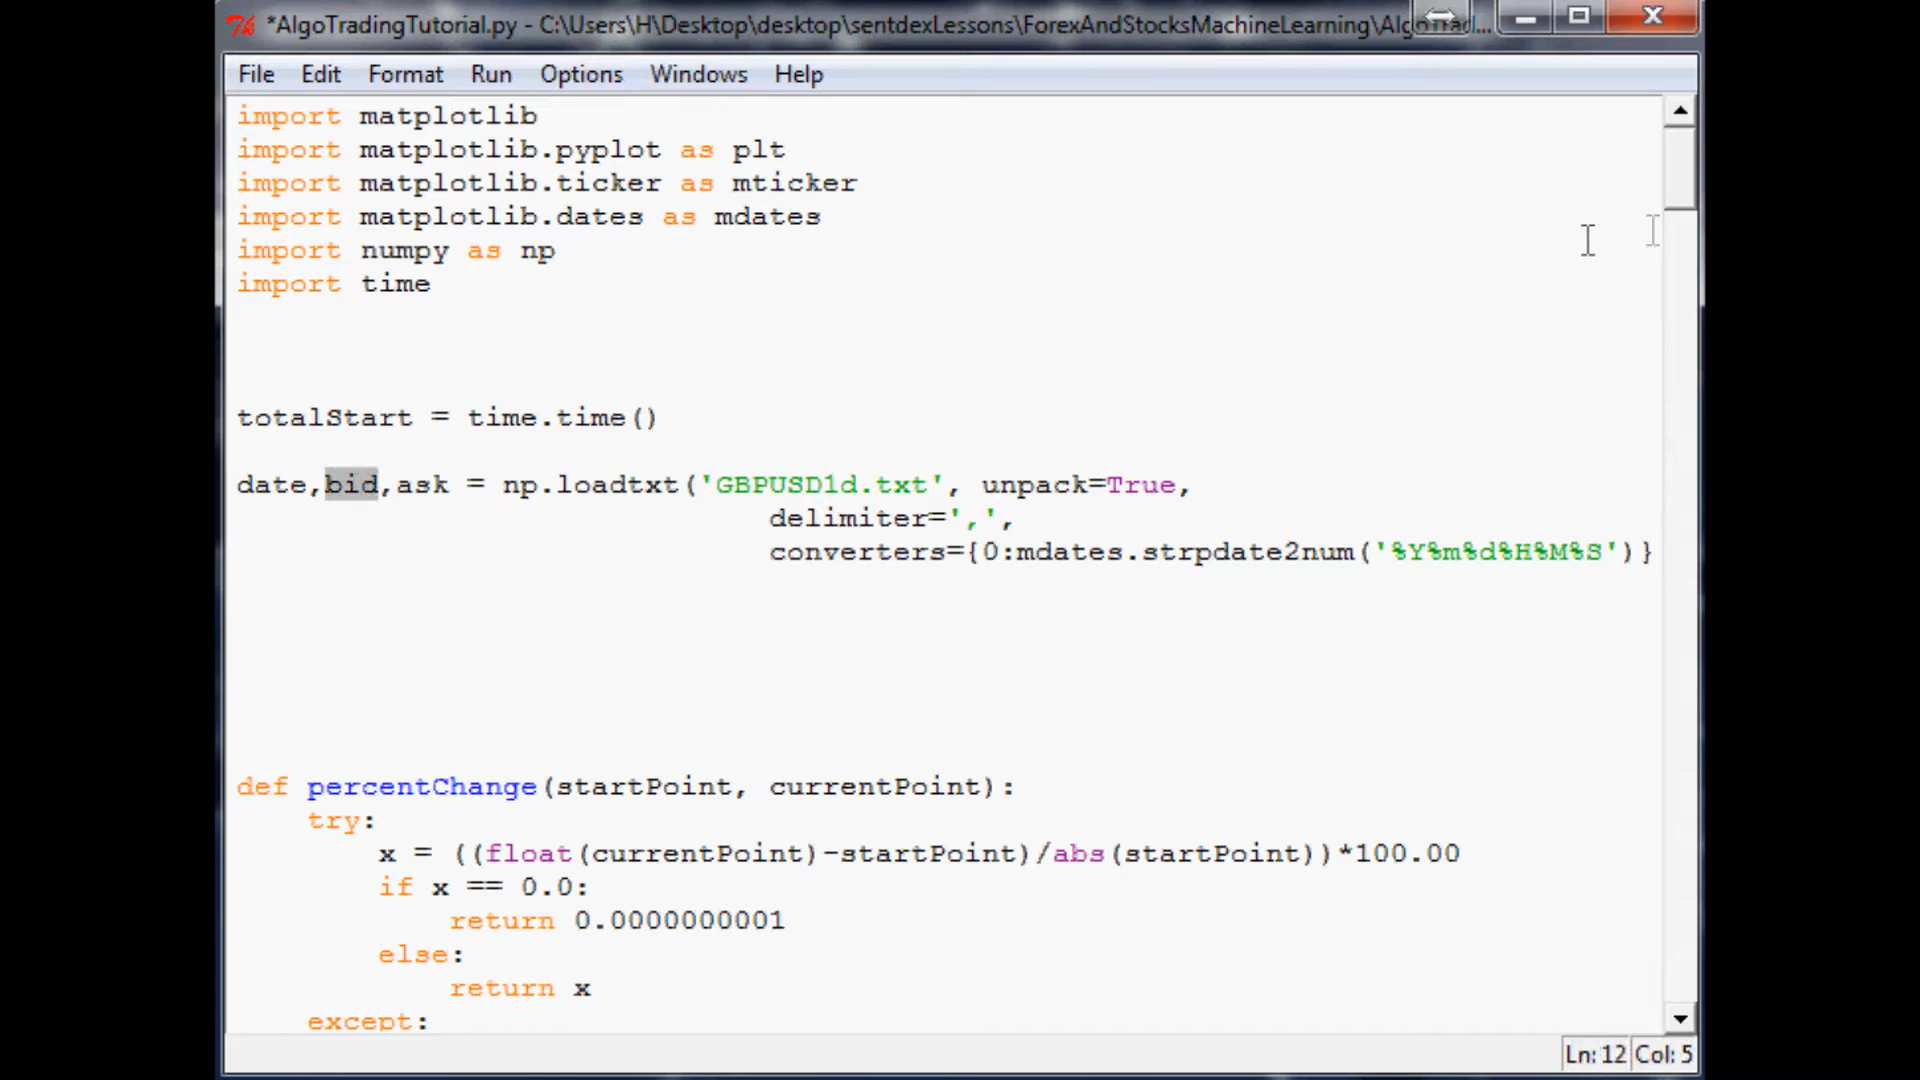 *AlgoTradingTutorial.py - C:\Users\H\Desktop\desktop\sentdexLessons\ForexAndStocksMachineLearning\AlgoTrad...
File Edit Format Run Options Windows Help
import matplotlib
import matplotlib.pyplot as plt
import matplotlib.ticker as mticker
import matplotlib.dates as mdates
import numpy as np
import time
totalStart = time.time()
date,bid,ask = np.loadtxt('GBPUSD1d.txt', unpack=True,
delimiter=',',
converters={0:mdates.strpdate2num('%Y%m%d%H%M%S')}
def percentChange(startPoint, currentPoint):
try:
x = ((float(currentPoint)-startPoint)/abs(startPoint))*100.00
if x == 0.0:
return 0.0000000001
else:
return x
except:
Ln: 12 Col: 5